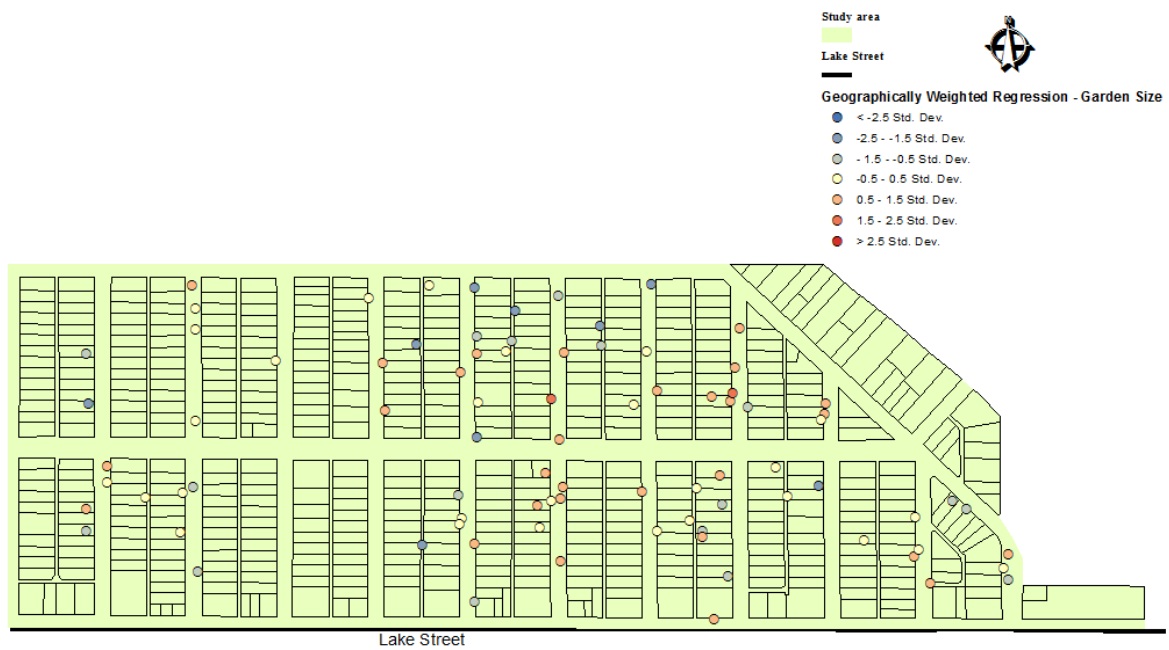 Study area
Lake Street
Geographically Weighted Regression - Garden Size
< -2.5 Std. Dev.
-2.5 - -1.5 Std. Dev.
- 1.5 - -0.5 Std. Dev.
-0.5 - 0.5 Std. Dev.
0.5 - 1.5 Std. Dev.
1.5 - 2.5 Std. Dev.
> 2.5 Std. Dev.
Lake Street